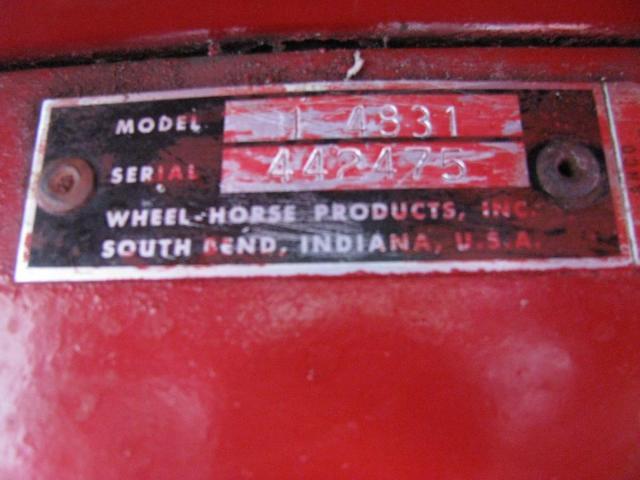 MODEL 1 4831
SERIAL 442475
WHEEL-HORSE PRODUCTS, INC.
SOUTH BEND, INDIANA, U.S.A.